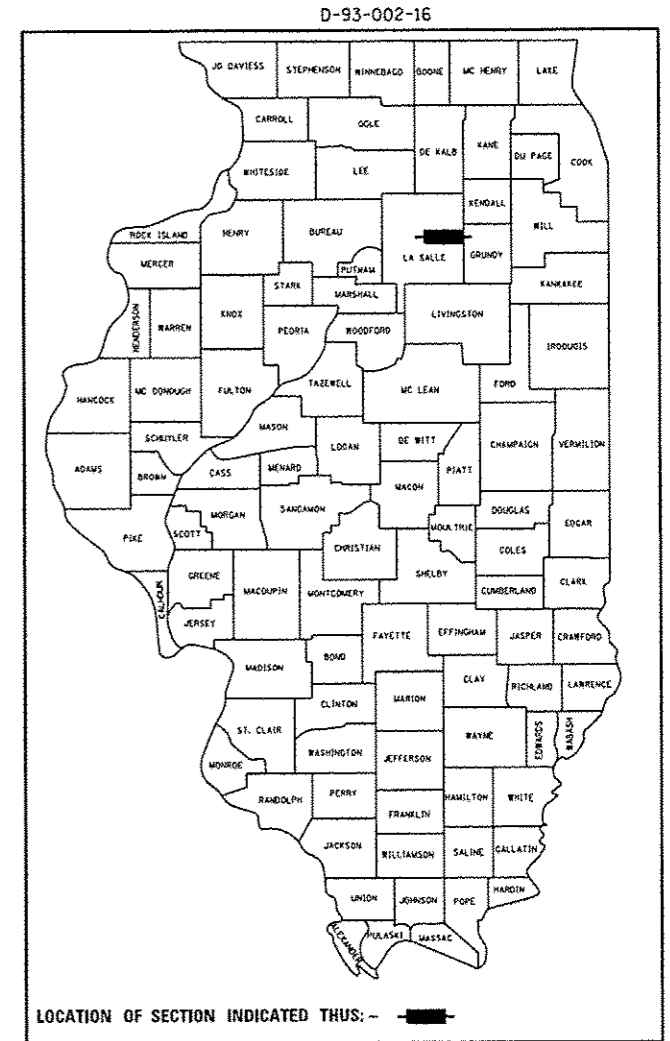 D-93-002-16
JO DAVIESS STEPHENSON WINNEBAGO BOONE MC HENRY LAKE
CARROLL OGLE DE KALB KANE DU PAGE COOK
WHITESIDE LEE KENDALL WILL
ROCK ISLAND HENRY BUREAU LA SALLE GRUNDY
MERCER PUTNAM KANKAKEE
STARK MARSHALL LIVINGSTON
HENDERSON WARREN KNOX PEORIA WOODFORD IROQUOIS
HANCOCK MC DONOUGH FULTON TAZEWELL MC LEAN FORD
SCHUYLER MASON LOGAN DE WITT CHAMPAIGN VERMILION
ADAMS BROWN CASS MENARD MACON PIATT
PIKE SCOTT MORGAN SANGAMON MOULTRIE DOUGLAS EDGAR
CHRISTIAN COLES
CALHOUN GREENE MACOUPIN MONTGOMERY SHELBY CUMBERLAND CLARK
JERSEY FAYETTE EFFINGHAM JASPER CRAWFORD
MADISON BOND CLAY RICHLAND LAWRENCE
CLINTON MARION
ST. CLAIR WASHINGTON JEFFERSON WAYNE EDWARDS WABASH
MONROE
RANDOLPH PERRY FRANKLIN HAMILTON WHITE
JACKSON WILLIAMSON SALINE GALLATIN
UNION JOHNSON POPE HARDIN
ALEXANDER PULASKI MASSAC
LOCATION OF SECTION INDICATED THUS: -